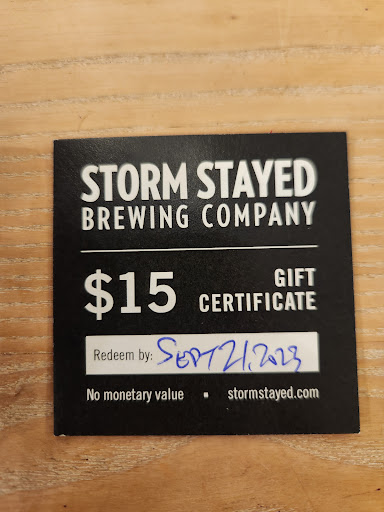 STORM STAYED
BREWING COMPANY
$15
GIFT
CERTIFICATE
Redeem by: SEPT 21, 2023
No monetary value • stormstayed.com